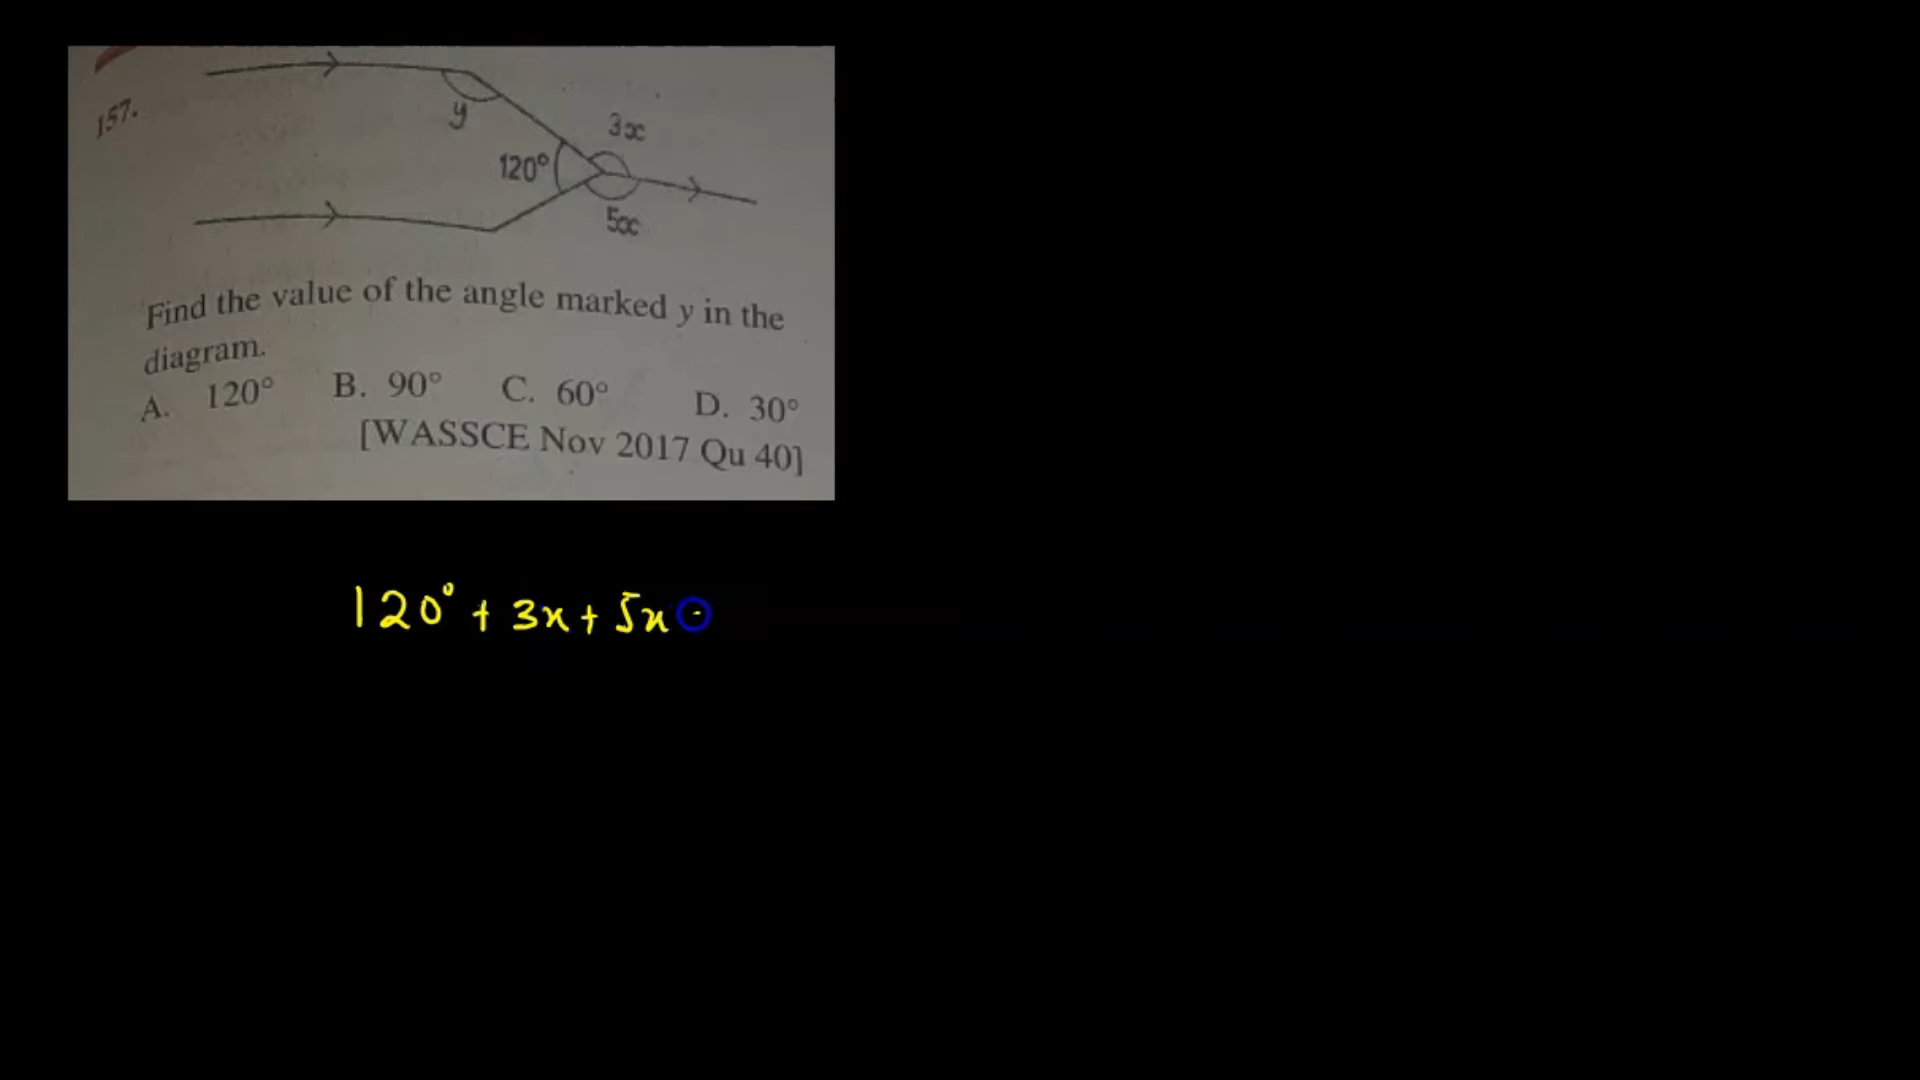 157.
y
3x
120°
5x
Find the value of the angle marked y in the
diagram.
A. 120° B. 90° C. 60° D. 30°
[WASSCE Nov 2017 Qu 40]
120° + 3x + 5x